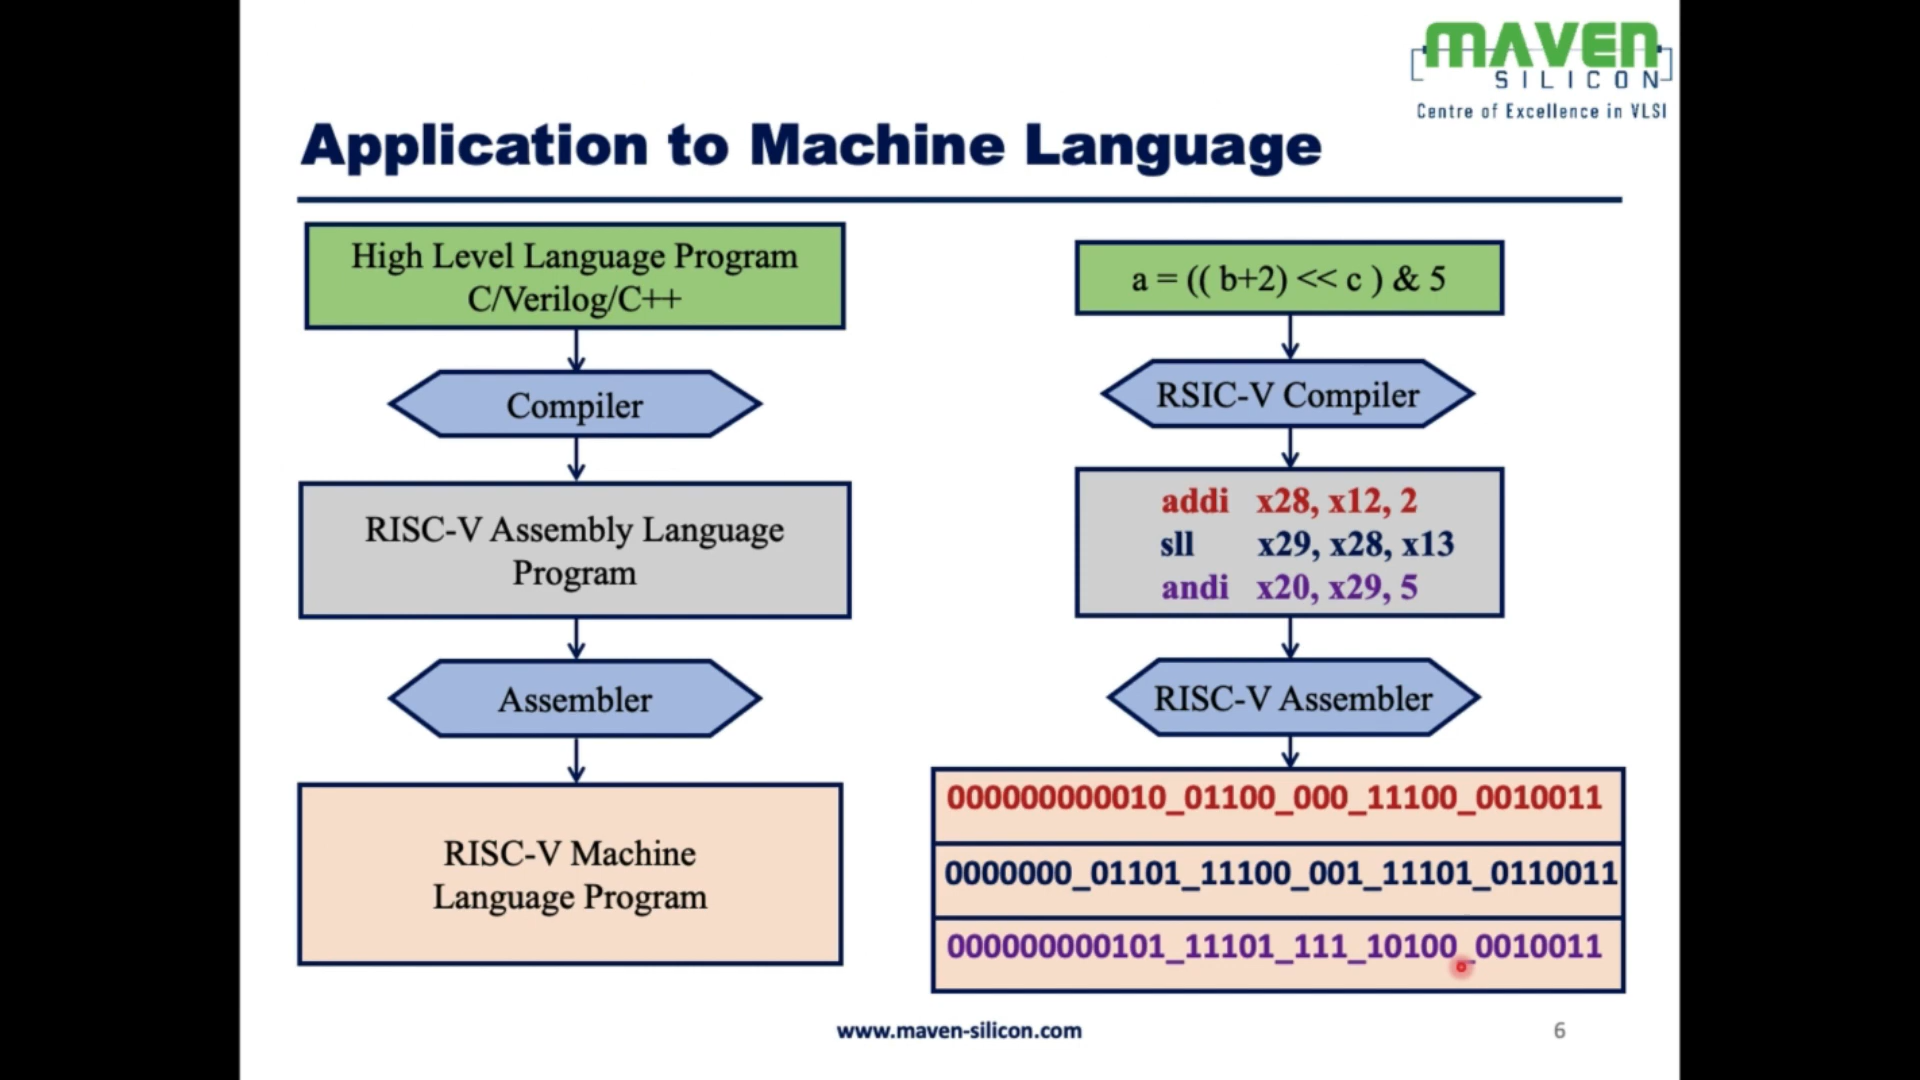 MAVEN
SILICON
Centre of Excellence in VLSI
Application to Machine Language
High Level Language Program
C/Verilog/C++
Compiler
RISC-V Assembly Language
Program
Assembler
RISC-V Machine
Language Program
a = (( b+2) << c ) & 5
RSIC-V Compiler
addi x28, x12, 2
sll x29, x28, x13
andi x20, x29, 5
RISC-V Assembler
000000000010_01100_000_11100_0010011
0000000_01101_11100_001_11101_0110011
000000000101_11101_111_10100_0010011
www.maven-silicon.com
6